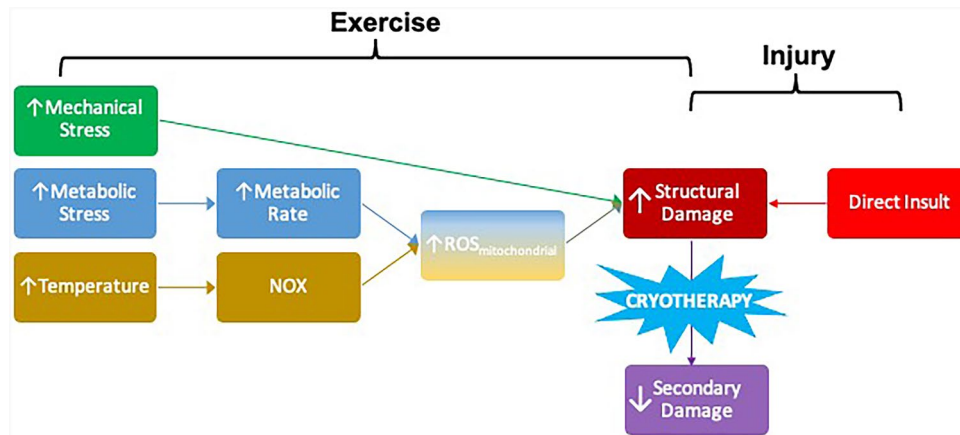 Exercise
Injury
↑Mechanical
Stress
↑Metabolic
Stress
↑Metabolic
Rate
↑Structural
Damage
Direct Insult
↑ROSmitochondrial
↑Temperature
NOX
CRYOTHERAPY
↓Secondary
Damage